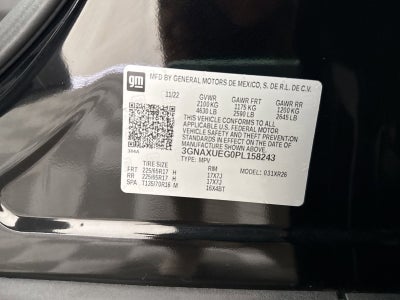 gm
MFD BY GENERAL MOTORS DE MEXICO, S. DE R.L. DE C.V.
11/22 GVWR GAWR FRT GAWR RR
2100 KG 1175 KG 1200 KG
4630 LB 2590 LB 2645 LB
THIS VEHICLE CONFORMS TO ALL
APPLICABLE U.S. FEDERAL MOTOR
VEHICLE SAFETY AND THEFT PREVENTION
STANDARDS IN EFFECT ON THE DATE OF
MANUFACTURE SHOWN ABOVE.
3GNAXUEG0PL158243
TYPE: MPV MODEL: 931XR26
TIRE SIZE RIM
FRT 225/65R17 H 17X7J
RR 225/65R17 H 17X7J
SPA T135/70R16 M 16X4BT